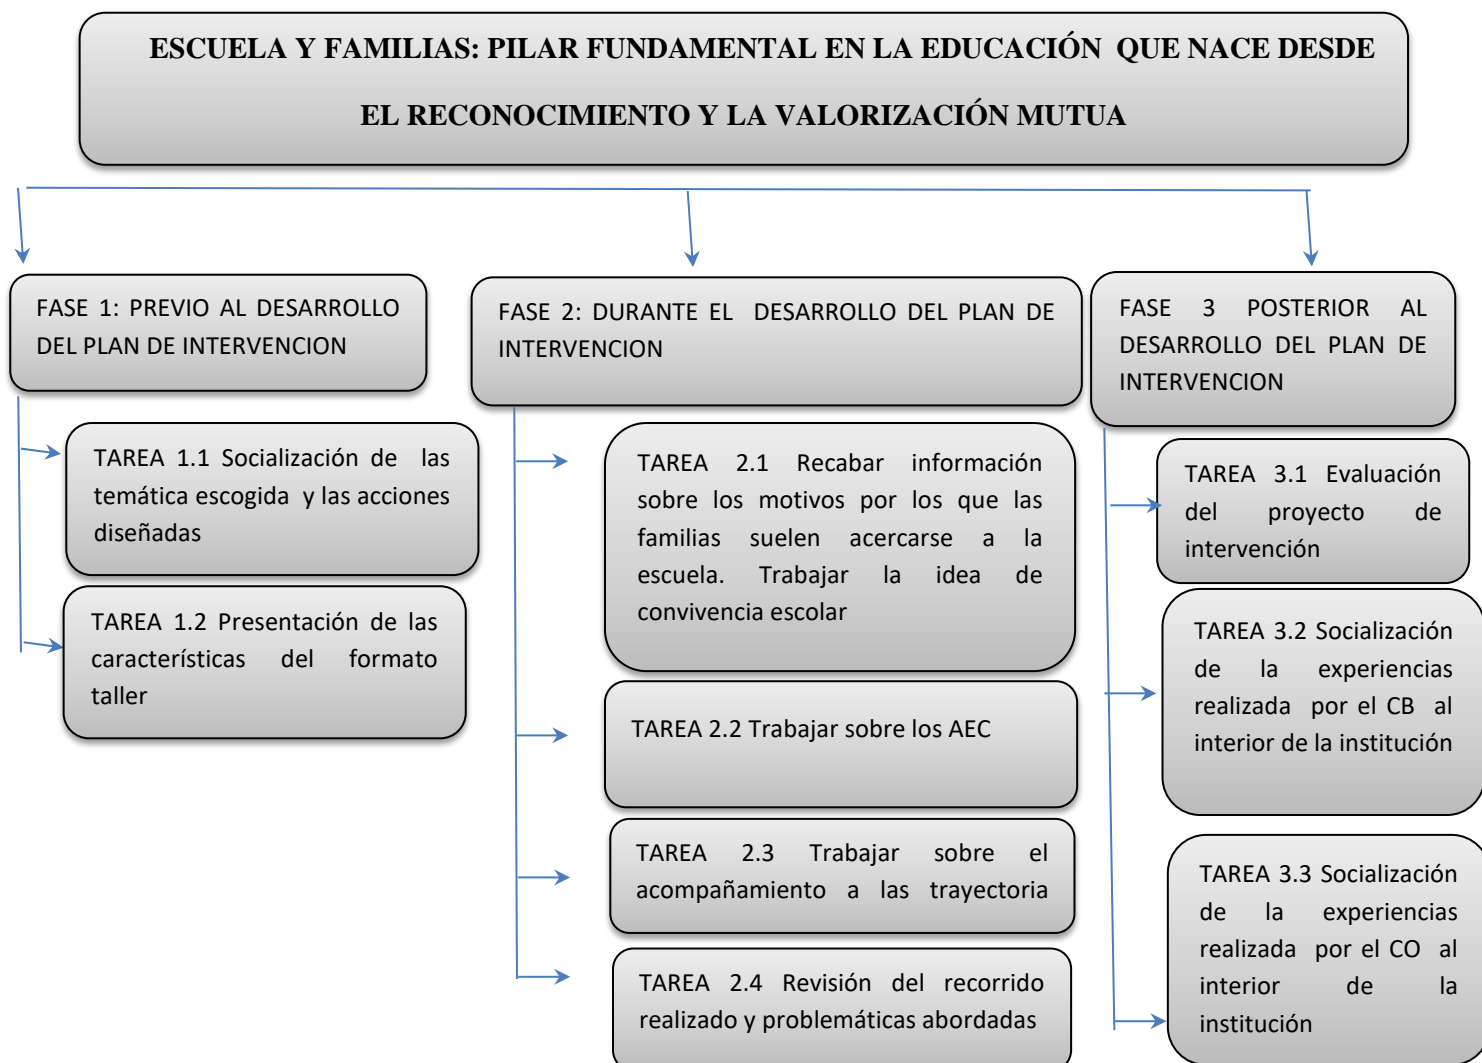 ESCUELA Y FAMILIAS: PILAR FUNDAMENTAL EN LA EDUCACIÓN QUE NACE DESDE
EL RECONOCIMIENTO Y LA VALORIZACIÓN MUTUA
FASE 1: PREVIO AL DESARROLLO
DEL PLAN DE INTERVENCION
TAREA 1.1 Socialización de las
temática escogida y las acciones
diseñadas
TAREA 1.2 Presentación de las
características del formato
taller
FASE 2: DURANTE EL DESARROLLO DEL PLAN DE
INTERVENCION
TAREA 2.1 Recabar información
sobre los motivos por los que las
familias suelen acercarse a la
escuela. Trabajar la idea de
convivencia escolar
TAREA 2.2 Trabajar sobre los AEC
TAREA 2.3 Trabajar sobre el
acompañamiento a las trayectoria
TAREA 2.4 Revisión del recorrido
realizado y problemáticas abordadas
FASE 3 POSTERIOR AL
DESARROLLO DEL PLAN DE
INTERVENCION
TAREA 3.1 Evaluación
del proyecto de
intervención
TAREA 3.2 Socialización
de la experiencias
realizada por el CB al
interior de la institución
TAREA 3.3 Socialización
de la experiencias
realizada por el CO al
interior de la
institución